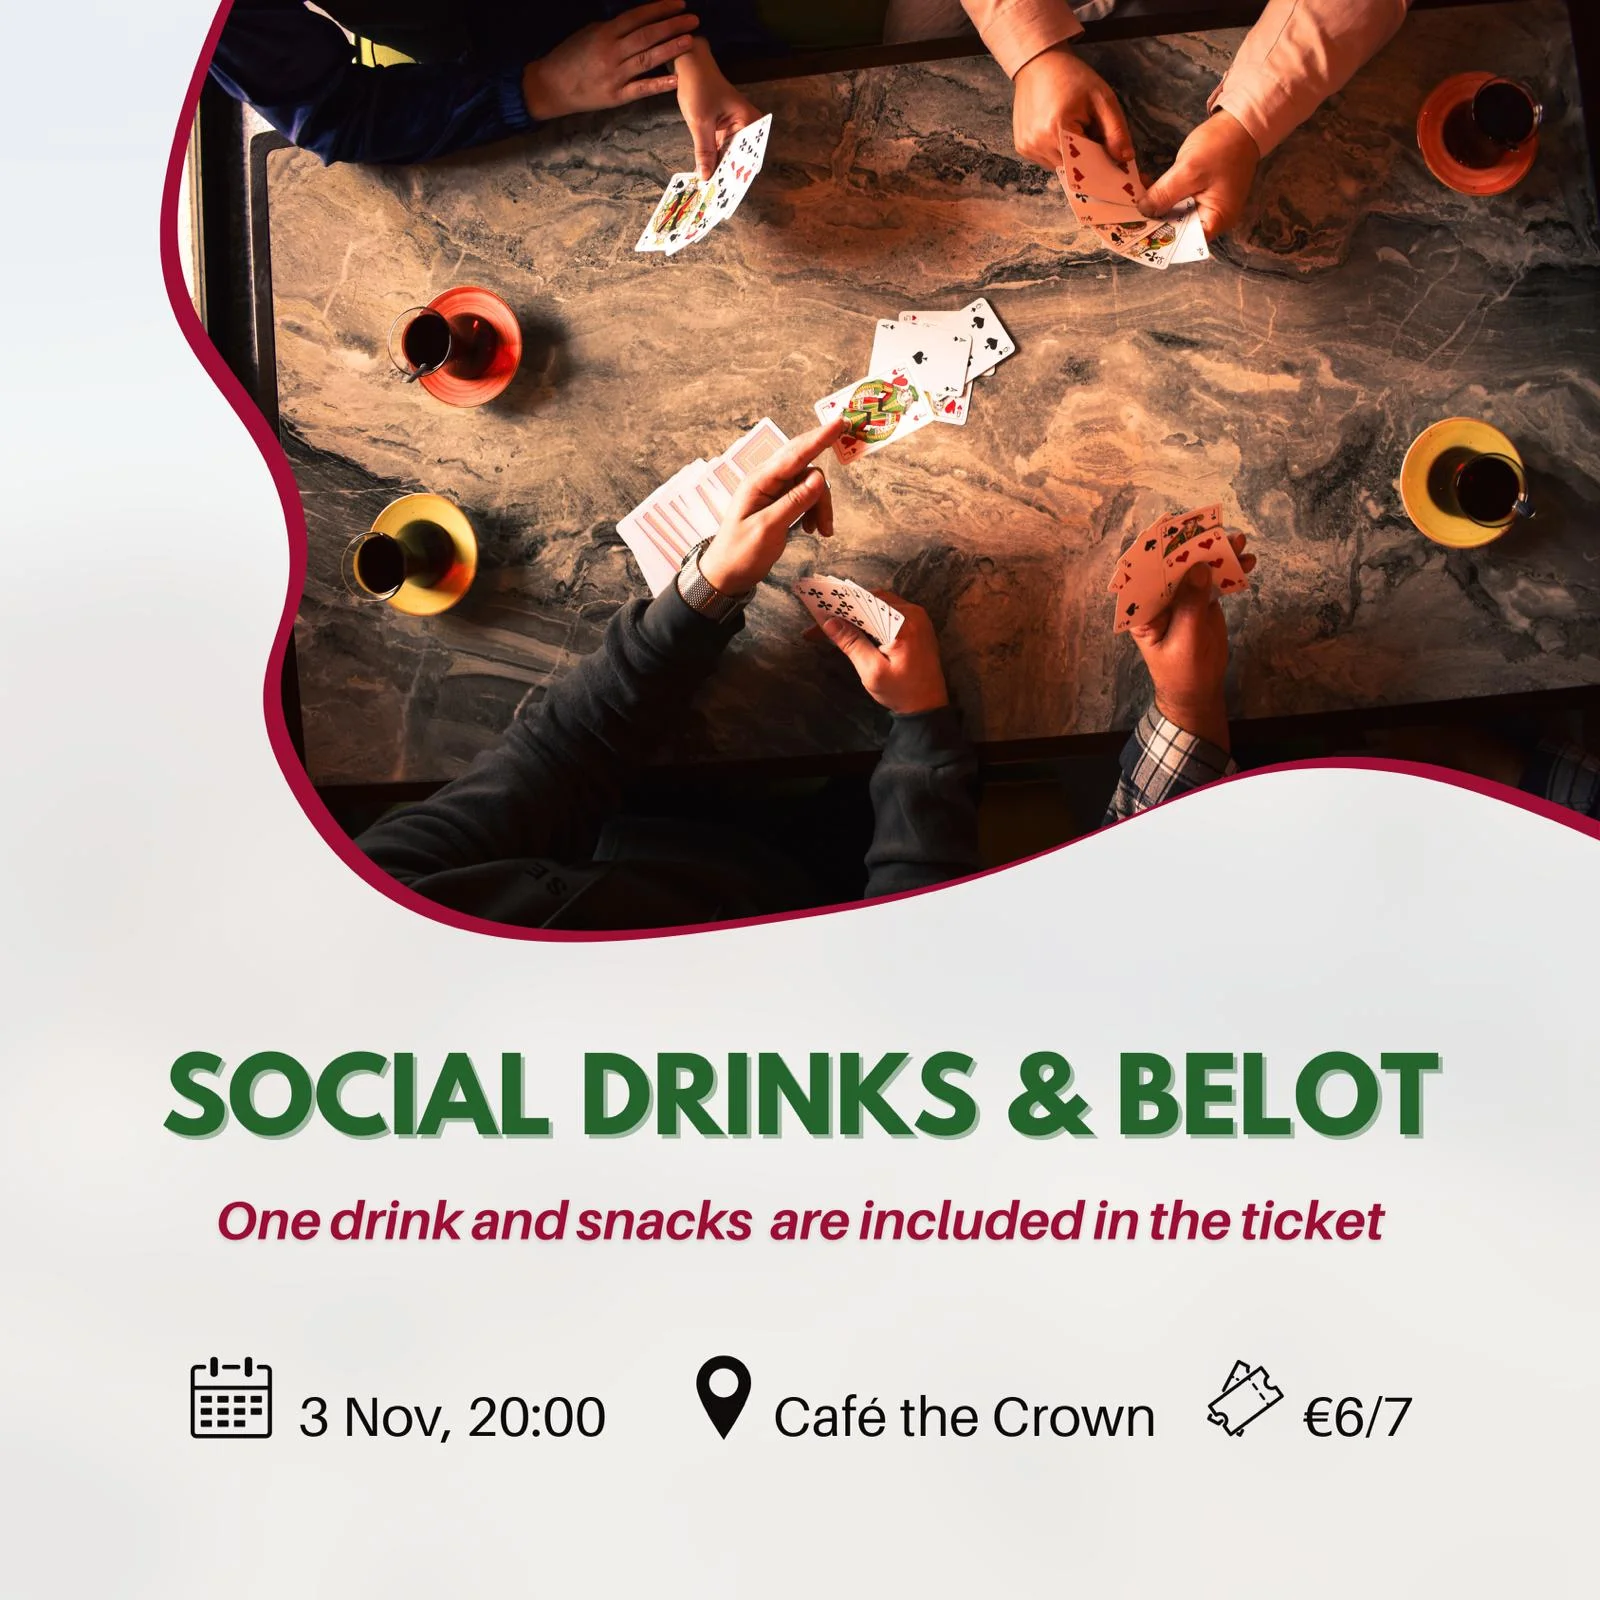 SOCIAL DRINKS & BELOT
One drink and snacks are included in the ticket
3 Nov, 20:00 Café the Crown €6/7